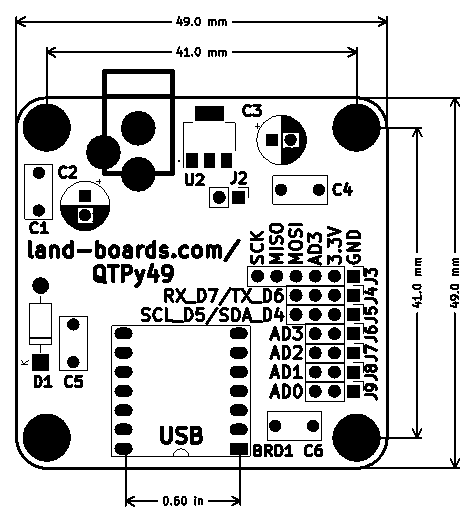 49.0 mm
41.0 mm
C3
C2
U2
J2
C4
C1
land-boards.com/
QTPy49
SCK
MISO
MOSI
AD3
3.3V
GND
J3
RX_D7/TX_D6
J4
SCL_D5/SDA_D4
J5
AD3
J6
AD2
J7
AD1
J8
AD0
J9
41.0 mm
49.0 mm
K
D1
C5
USB
BRD1
C6
0.60 in